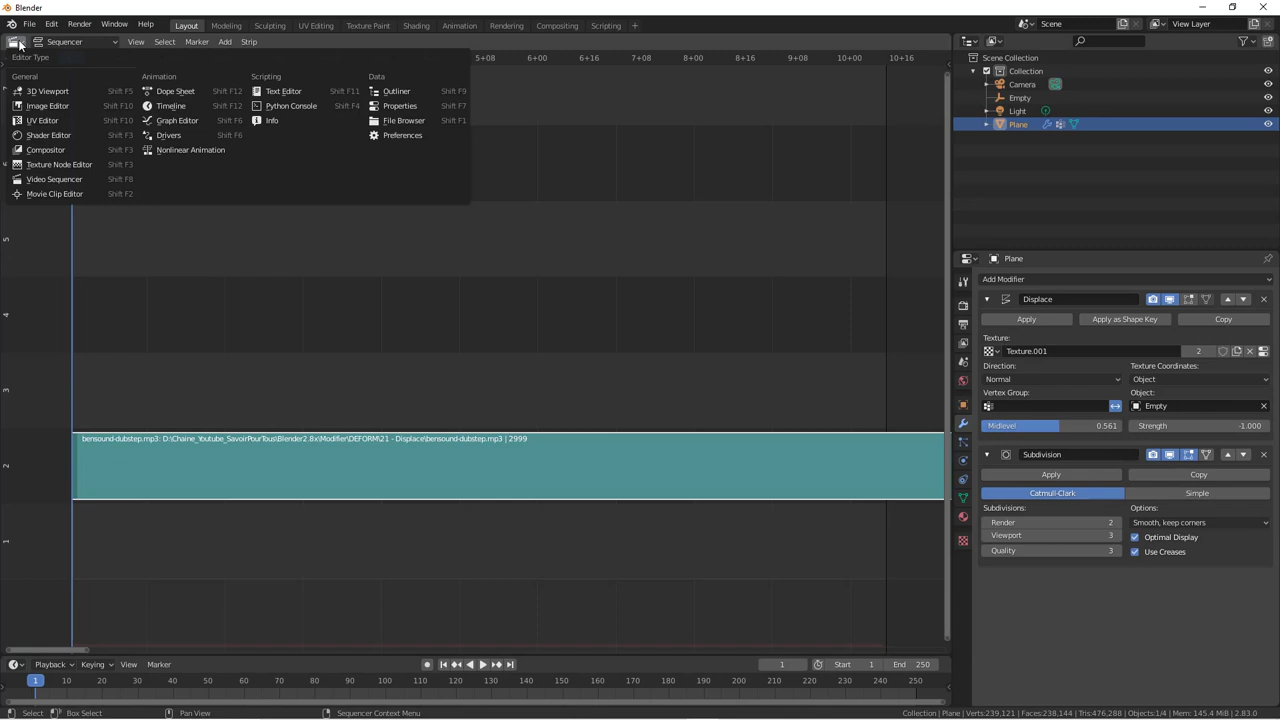 Blender
File Edit Render Window Help Layout Modeling Sculpting UV Editing Texture Paint Shading Animation Rendering Compositing Scripting + Scene View Layer
Sequencer View Select Marker Add Strip
Editor Type
General
3D Viewport Shift F5
Image Editor Shift F10
UV Editor Shift F10
Shader Editor Shift F3
Compositor Shift F3
Texture Node Editor Shift F3
Video Sequencer Shift F8
Movie Clip Editor Shift F2
Animation
Dope Sheet Shift F12
Timeline Shift F12
Graph Editor Shift F6
Drivers Shift F6
Nonlinear Animation
Scripting
Text Editor Shift F11
Python Console Shift F4
Info
Data
Outliner Shift F9
Properties Shift F7
File Browser Shift F1
Preferences
5+08 6+00 6+16 7+08 8+00 8+16 9+08 10+00 10+16
5
4
3
2
1
bensound-dubstep.mp3: D:\Chaine_Youtube_SavoirPourTous\Blender2.8x\Modifier\DEFORM\21 - Displace\bensound-dubstep.mp3 | 2999
Scene Collection
Collection
Camera
Empty
Light
Plane
Plane
Add Modifier
Displace
Apply Apply as Shape Key Copy
Texture:
Texture.001 2
Direction: Texture Coordinates:
Normal Object
Vertex Group: Object:
Empty
Midlevel 0.561 Strength -1.000
Subdivision
Apply Copy
Catmull-Clark Simple
Subdivisions: Options:
Render 2 Smooth, keep corners
Viewport 3 Optimal Display
Quality 3 Use Creases
Playback Keying View Marker 1 Start 1 End 250
1 10 20 30 40 50 60 70 80 90 100 110 120 130 140 150 160 170 180 190 200 210 220 230 240 250
Select Box Select Pan View Sequencer Context Menu Collection | Plane | Verts:239,121 | Faces:238,144 | Tris:476,288 | Objects:1/4 | Mem: 145.4 MiB | 2.83.0